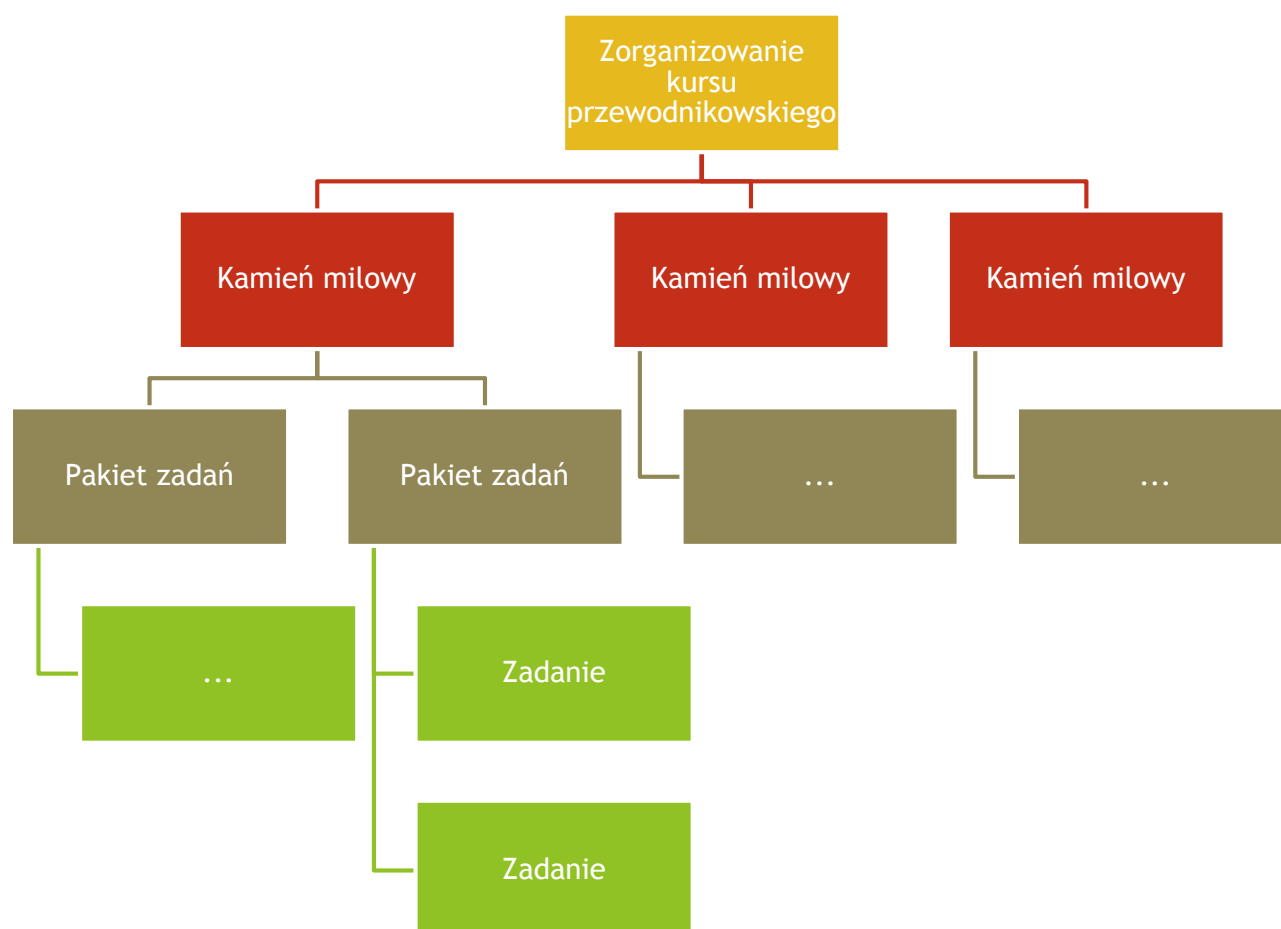 Zorganizowanie
kursu
przewodnikowskiego
Kamień milowy
Kamień milowy
Kamień milowy
Pakiet zadań
Pakiet zadań
...
...
...
Zadanie
Zadanie